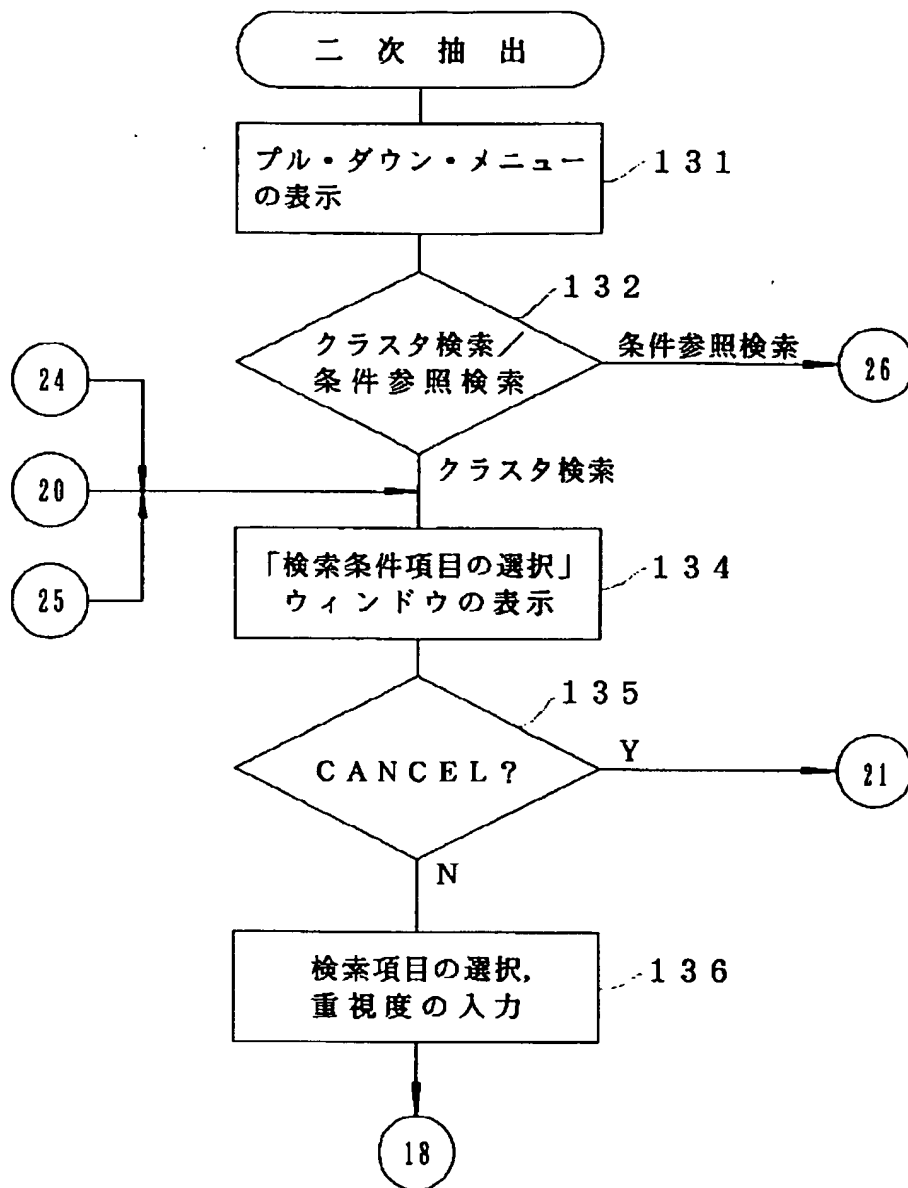 二次抽出
プル・ダウン・メニュー
の表示
131
132
クラスタ検索/
条件参照検索
条件参照検索
26
24
クラスタ検索
20
25
「検索条件項目の選択」
ウィンドウの表示
134
135
CANCEL?
Y
21
N
検索項目の選択,
重視度の入力
136
18